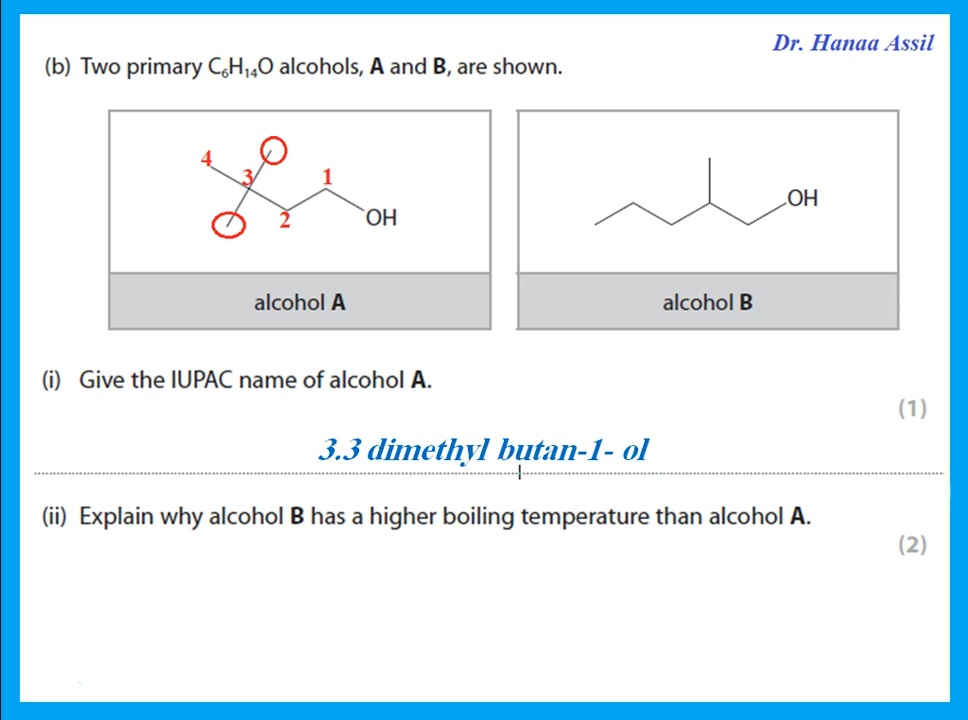 Dr. Hanaa Assil
(b) Two primary C₆H₁₄O alcohols, A and B, are shown.
4
3
1
2
OH
OH
alcohol A
alcohol B
(i) Give the IUPAC name of alcohol A.
(1)
3.3 dimethyl butan-1- ol
(ii) Explain why alcohol B has a higher boiling temperature than alcohol A.
(2)